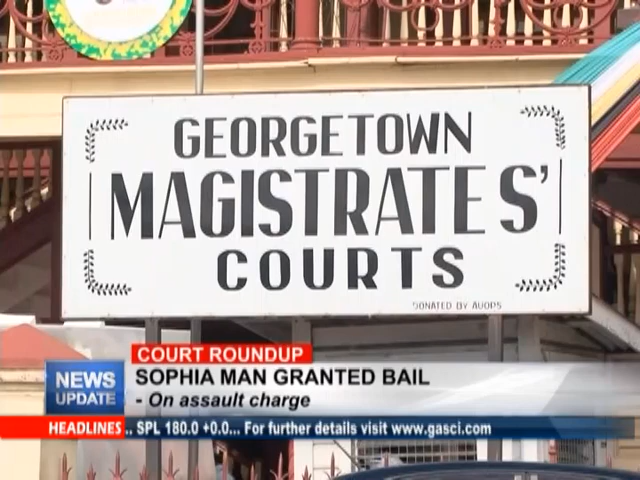 GEORGETOWN
MAGISTRATES'
COURTS
DONATED BY AUOPS
COURT ROUNDUP
NEWS
UPDATE
SOPHIA MAN GRANTED BAIL
- On assault charge
HEADLINES .. SPL 180.0 +0.0... For further details visit www.gasci.com